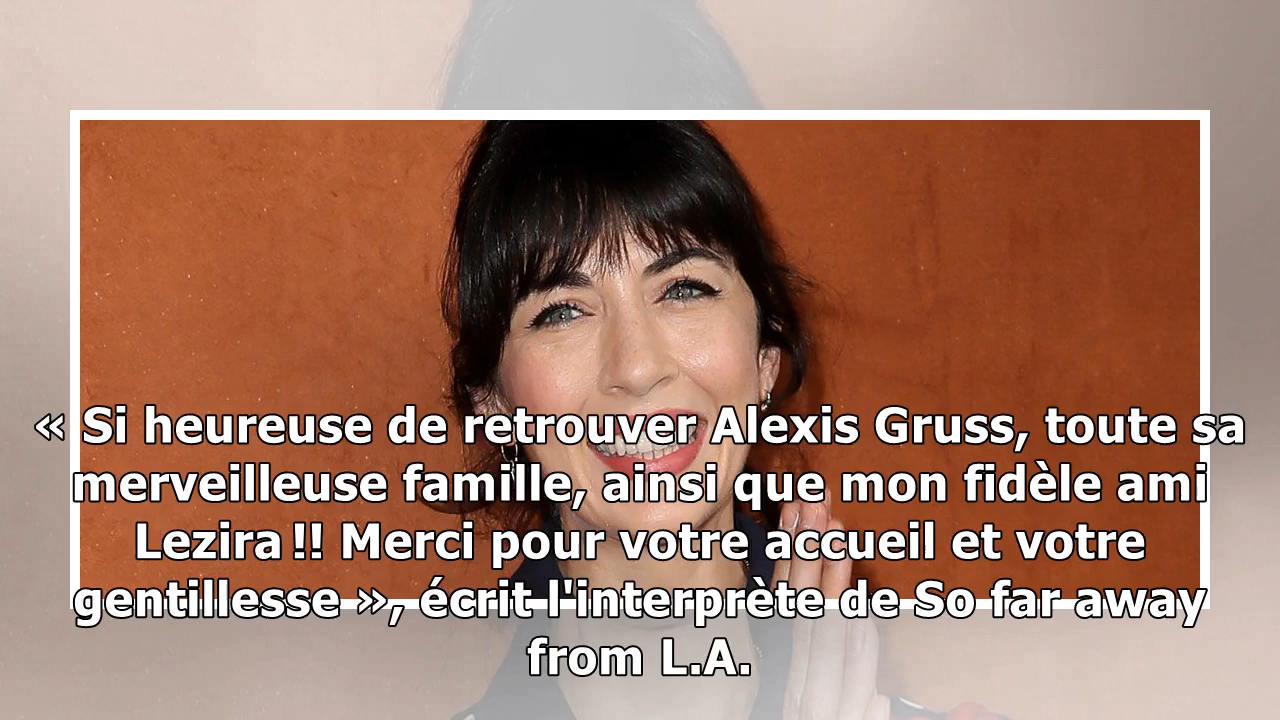 « Si heureuse de retrouver Alexis Gruss, toute sa
merveilleuse famille, ainsi que mon fidèle ami
Lezira !! Merci pour votre accueil et votre
gentillesse », écrit l'interprète de So far away
from L.A.